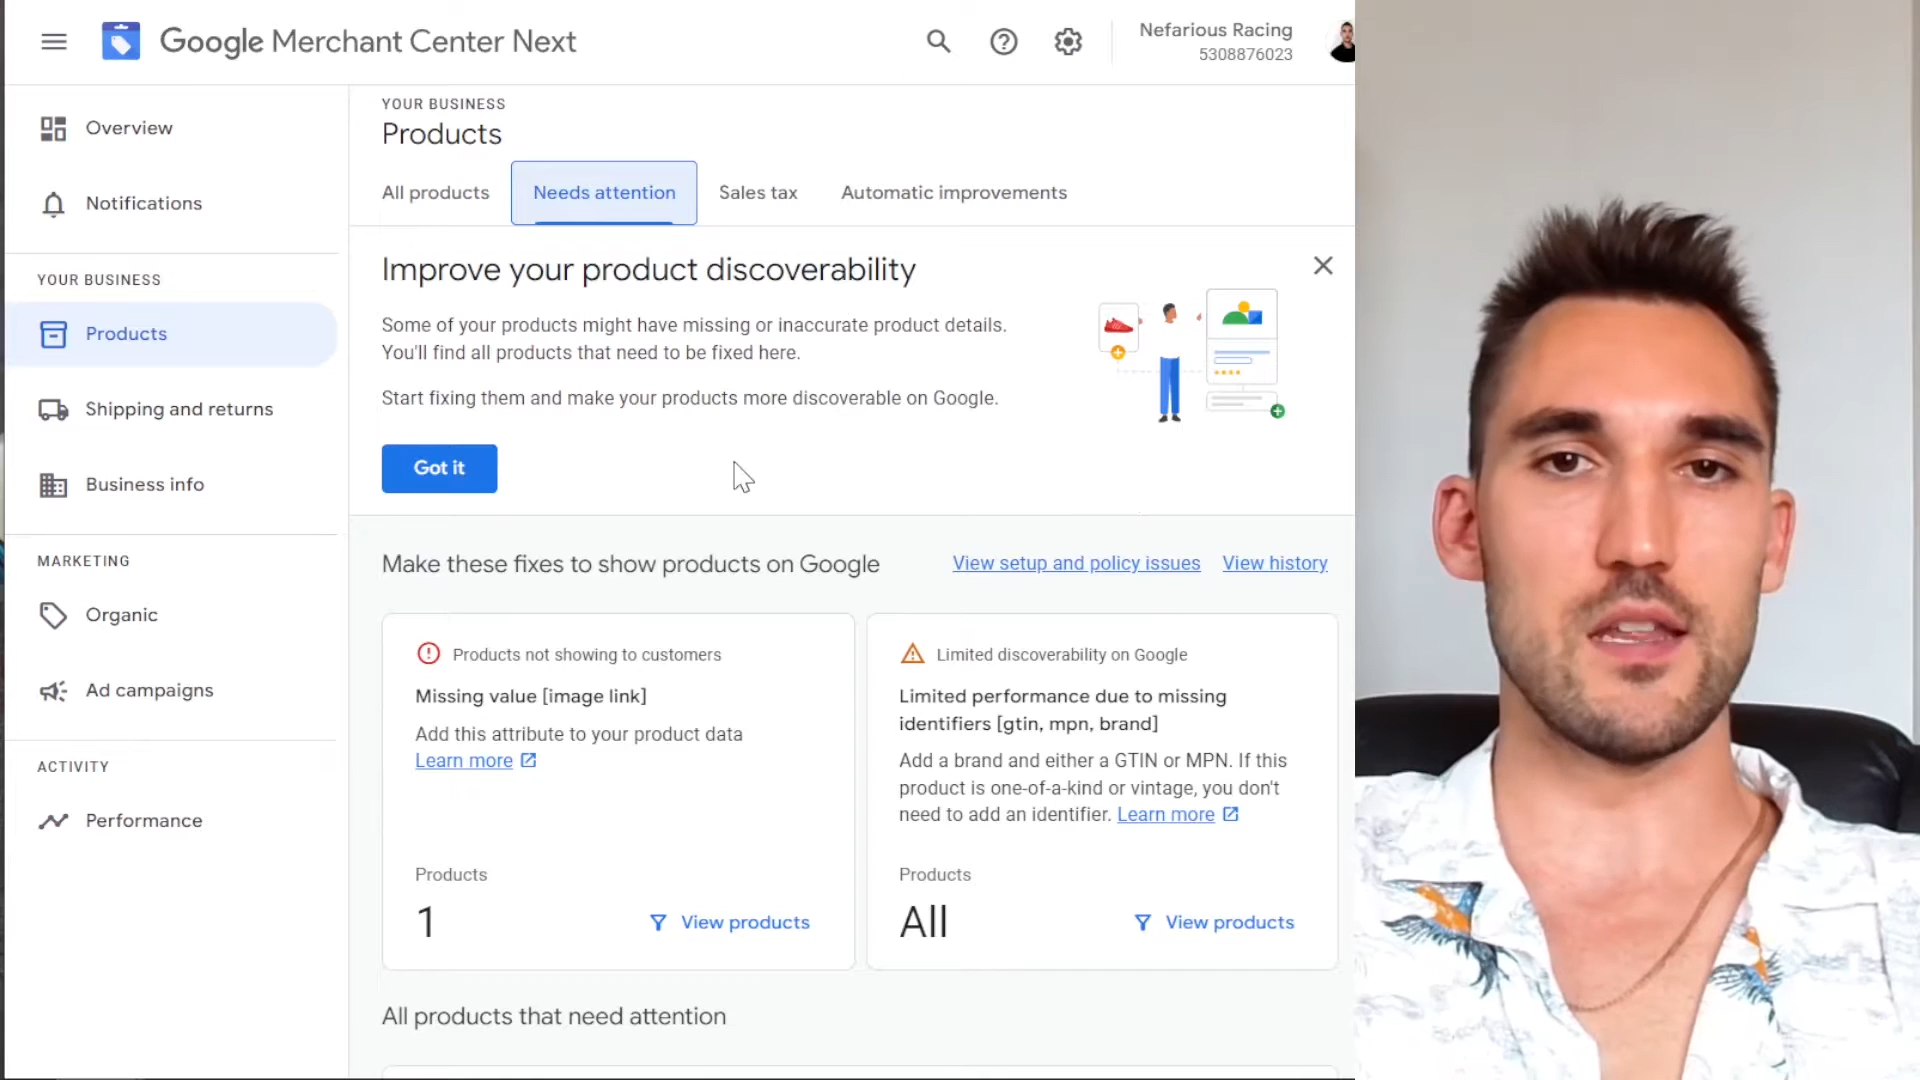 Google Merchant Center Next
Nefarious Racing
5308876023
Overview
Notifications
YOUR BUSINESS
Products
Shipping and returns
Business info
MARKETING
Organic
Ad campaigns
ACTIVITY
Performance
YOUR BUSINESS
Products
All products
Needs attention
Sales tax
Automatic improvements
Improve your product discoverability
Some of your products might have missing or inaccurate product details.
You'll find all products that need to be fixed here.
Start fixing them and make your products more discoverable on Google.
Got it
Make these fixes to show products on Google
View setup and policy issues
View history
Products not showing to customers
Missing value [image link]
Add this attribute to your product data
Learn more
Products
1
View products
Limited discoverability on Google
Limited performance due to missing
identifiers [gtin, mpn, brand]
Add a brand and either a GTIN or MPN. If this
product is one-of-a-kind or vintage, you don't
need to add an identifier. Learn more
Products
All
View products
All products that need attention